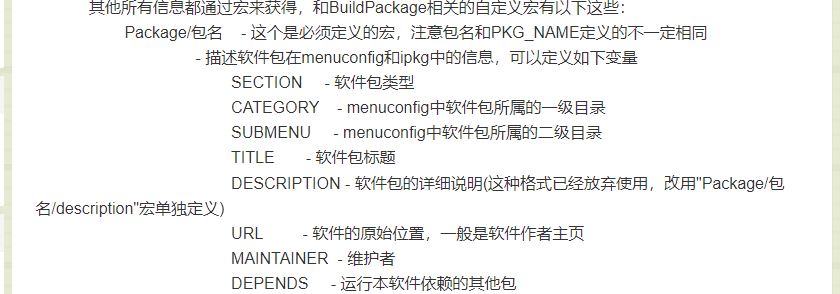 其他所有信息都通过宏来获得，和BuildPackage相关的自定义宏有以下这些：
Package/包名 - 这个是必须定义的宏，注意包名和PKG_NAME定义的不一定相同
- 描述软件包在menuconfig和ipkg中的信息，可以定义如下变量
SECTION - 软件包类型
CATEGORY - menuconfig中软件包所属的一级目录
SUBMENU - menuconfig中软件包所属的二级目录
TITLE - 软件包标题
DESCRIPTION - 软件包的详细说明(这种格式已经放弃使用，改用"Package/包
名/description"宏单独定义)
URL - 软件的原始位置，一般是软件作者主页
MAINTAINER - 维护者
DEPENDS - 运行本软件依赖的其他包